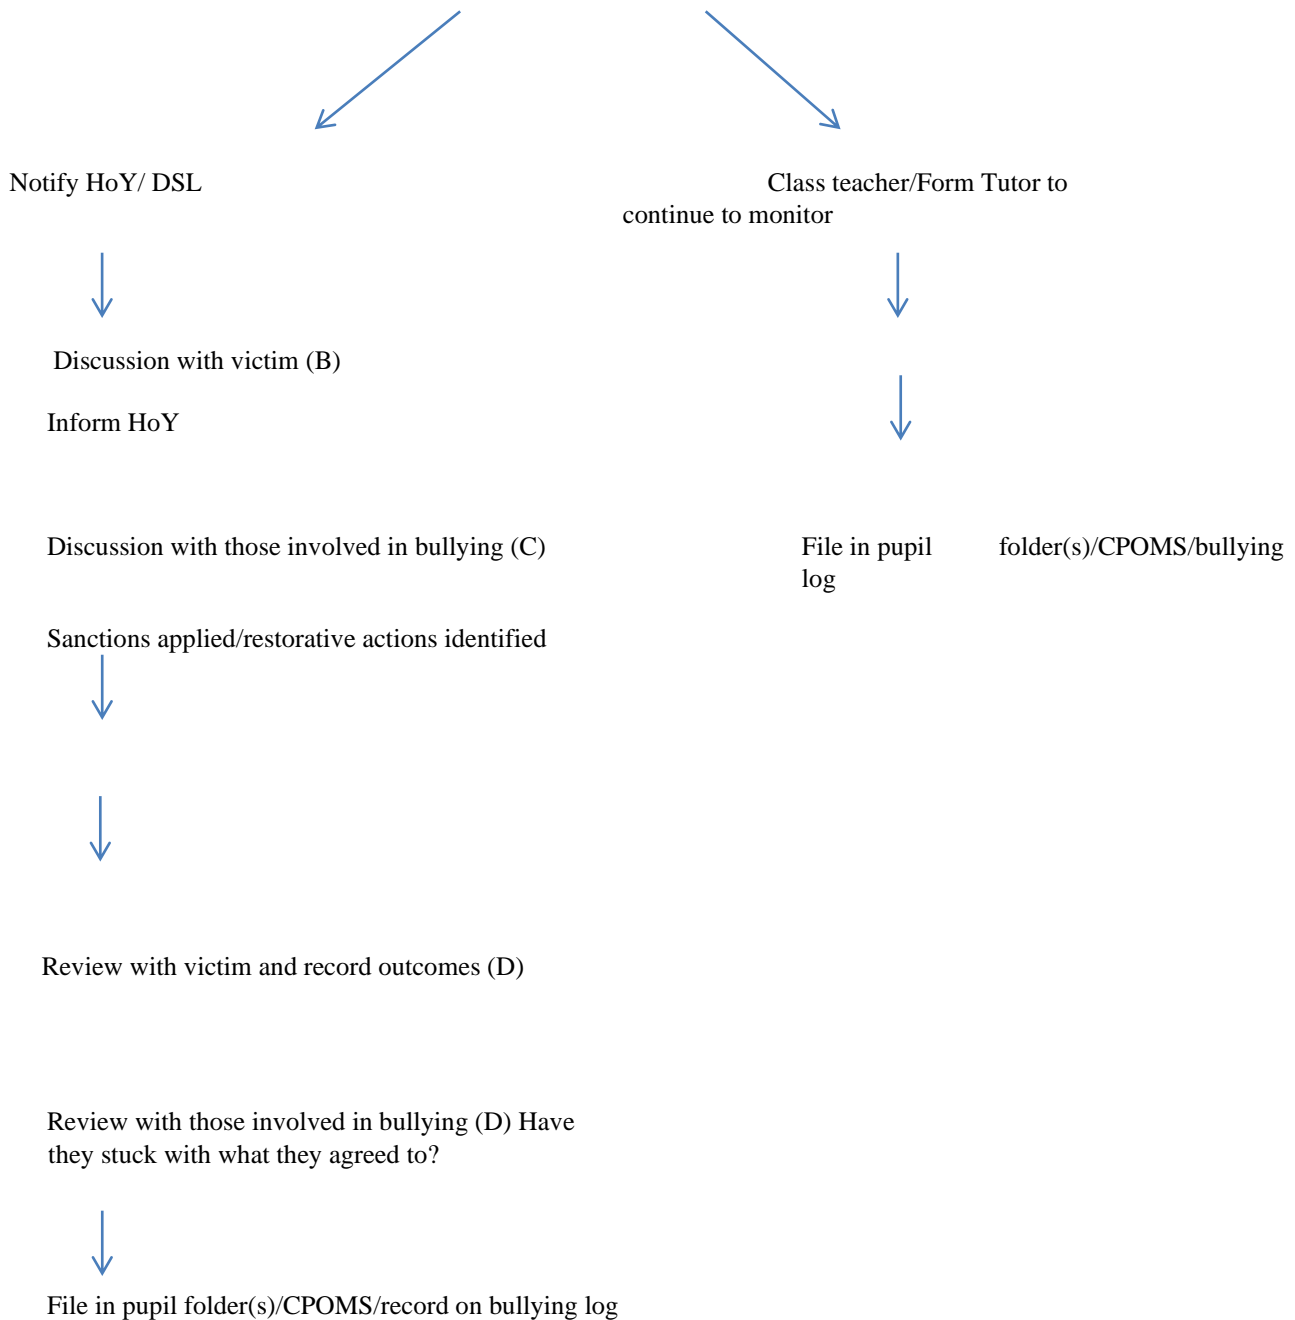 Notify HoY/ DSL
Class teacher/Form Tutor to
continue to monitor
Discussion with victim (B)
Inform HoY
Discussion with those involved in bullying (C)
File in pupil folder(s)/CPOMS/bullying
log
Sanctions applied/restorative actions identified
Review with victim and record outcomes (D)
Review with those involved in bullying (D) Have
they stuck with what they agreed to?
File in pupil folder(s)/CPOMS/record on bullying log